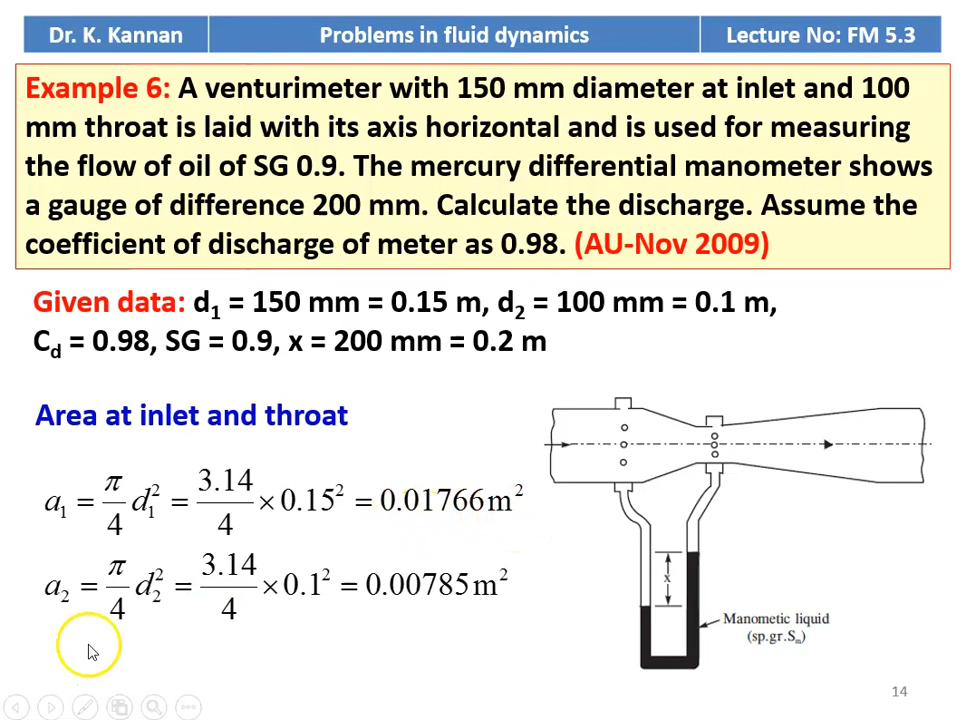 Dr. K. Kannan
Problems in fluid dynamics
Lecture No: FM 5.3
Example 6: A venturimeter with 150 mm diameter at inlet and 100
mm throat is laid with its axis horizontal and is used for measuring
the flow of oil of SG 0.9. The mercury differential manometer shows
a gauge of difference 200 mm. Calculate the discharge. Assume the
coefficient of discharge of meter as 0.98. (AU-Nov 2009)
Given data: d₁ = 150 mm = 0.15 m, d₂ = 100 mm = 0.1 m,
C_d = 0.98, SG = 0.9, x = 200 mm = 0.2 m
Area at inlet and throat
a₁ = π/4 d₁² = 3.14/4 × 0.15² = 0.01766 m²
a₂ = π/4 d₂² = 3.14/4 × 0.1² = 0.00785 m²
x
Manometic liquid
(sp.gr.Sₘ)
14